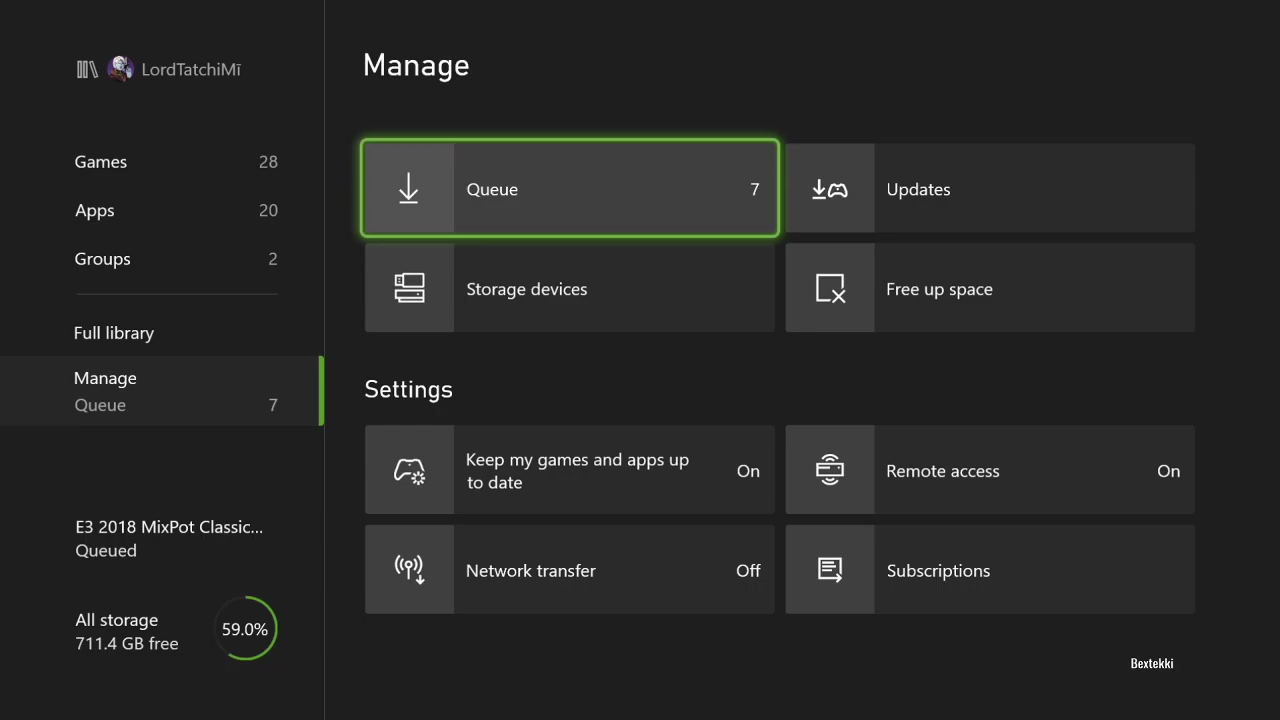 LordTatchiMī
Games 28
Apps 20
Groups 2
Full library
Manage
Queue 7
E3 2018 MixPot Classic...
Queued
All storage
711.4 GB free
59.0%
Manage
Queue 7
Updates
Storage devices
Free up space
Settings
Keep my games and apps up
to date
On
Remote access On
Network transfer Off
Subscriptions
Bextekki